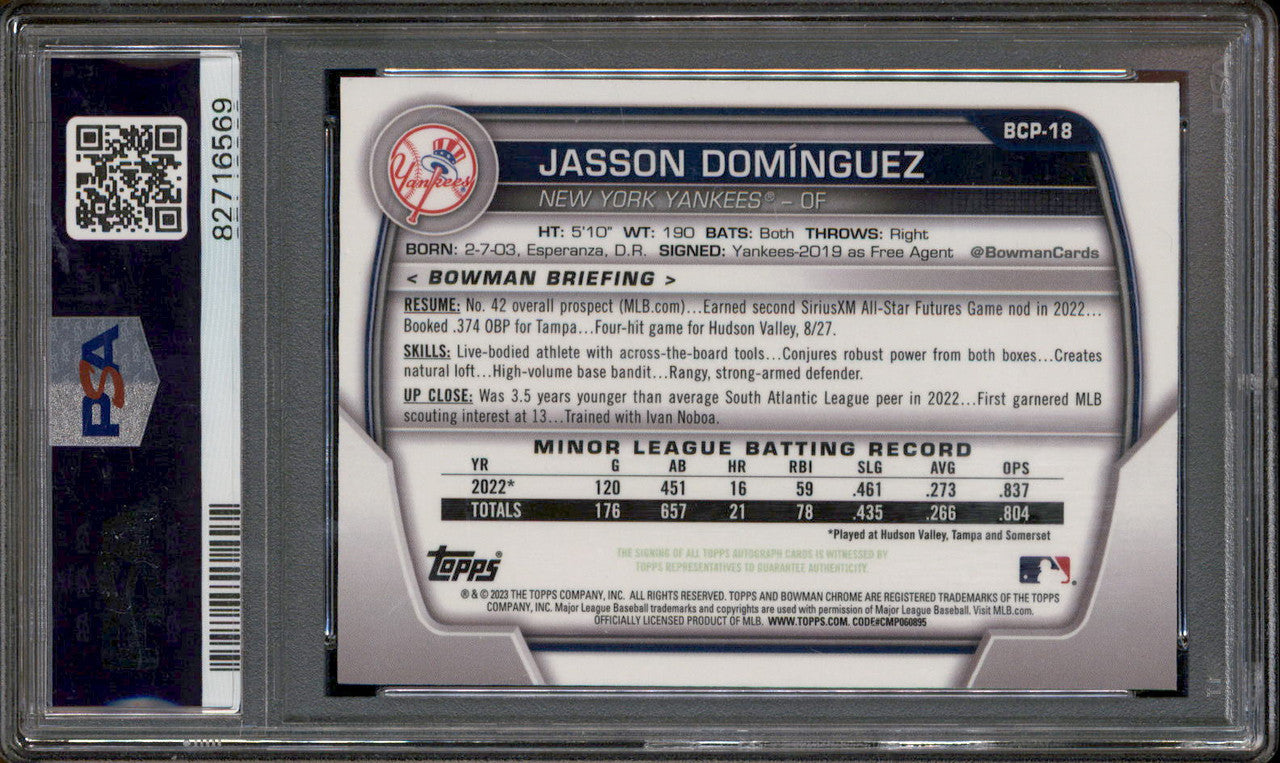 82716569
PSA
BCP-18
Yankees
JASSON DOMÍNGUEZ
NEW YORK YANKEES® – OF
HT: 5'10" WT: 190 BATS: Both THROWS: Right
BORN: 2-7-03, Esperanza, D.R. SIGNED: Yankees-2019 as Free Agent @BowmanCards
< BOWMAN BRIEFING >
RESUME: No. 42 overall prospect (MLB.com)...Earned second SiriusXM All-Star Futures Game nod in 2022...
Booked .374 OBP for Tampa...Four-hit game for Hudson Valley, 8/27.
SKILLS: Live-bodied athlete with across-the-board tools...Conjures robust power from both boxes...Creates
natural loft...High-volume base bandit...Rangy, strong-armed defender.
UP CLOSE: Was 3.5 years younger than average South Atlantic League peer in 2022...First garnered MLB
scouting interest at 13...Trained with Ivan Noboa.
MINOR LEAGUE BATTING RECORD
YR G AB HR RBI SLG AVG OPS
2022* 120 451 16 59 .461 .273 .837
TOTALS 176 657 21 78 .435 .266 .804
*Played at Hudson Valley, Tampa and Somerset
Topps®
THE SIGNING OF ALL TOPPS AUTOGRAPH CARDS IS WITNESSED BY
TOPPS REPRESENTATIVES TO GUARANTEE AUTHENTICITY.
® & © 2023 THE TOPPS COMPANY, INC. ALL RIGHTS RESERVED. TOPPS AND BOWMAN CHROME ARE REGISTERED TRADEMARKS OF THE TOPPS
COMPANY, INC. Major League Baseball trademarks and copyrights are used with permission of Major League Baseball. Visit MLB.com.
OFFICIALLY LICENSED PRODUCT OF MLB. WWW.TOPPS.COM. CODE#CMP060895